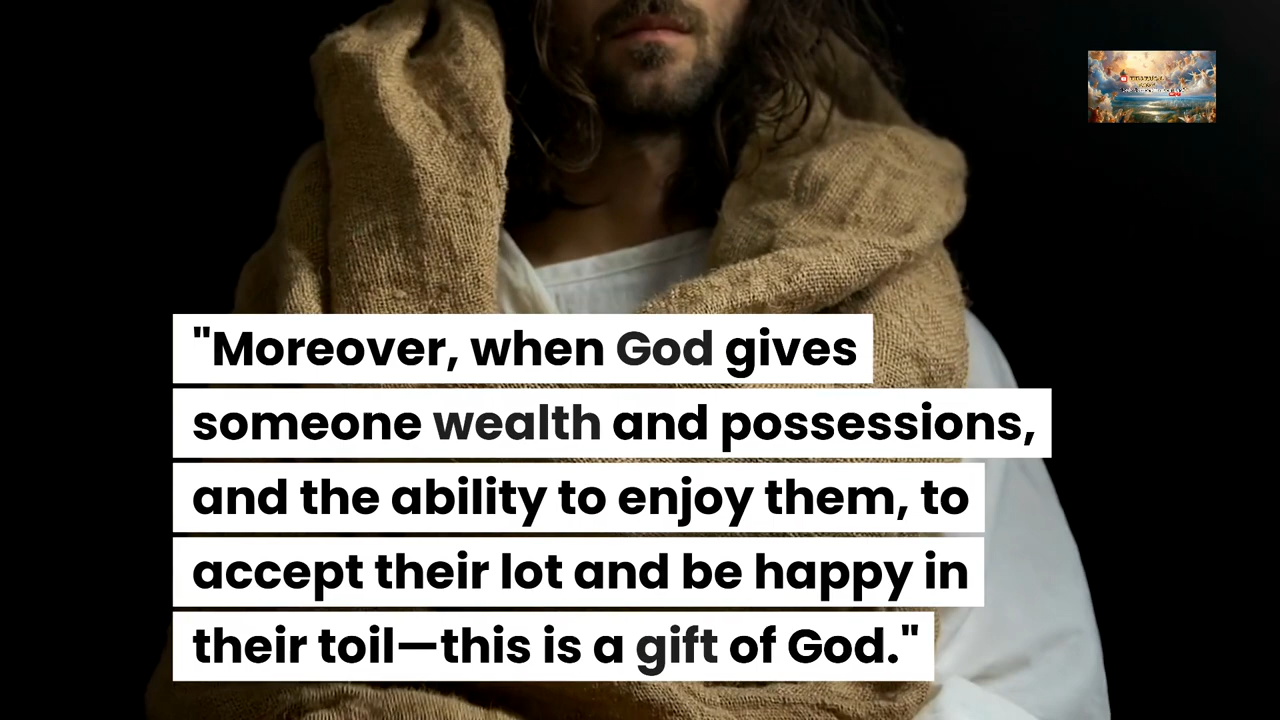 "Moreover, when God gives
someone wealth and possessions,
and the ability to enjoy them, to
accept their lot and be happy in
their toil—this is a gift of God."